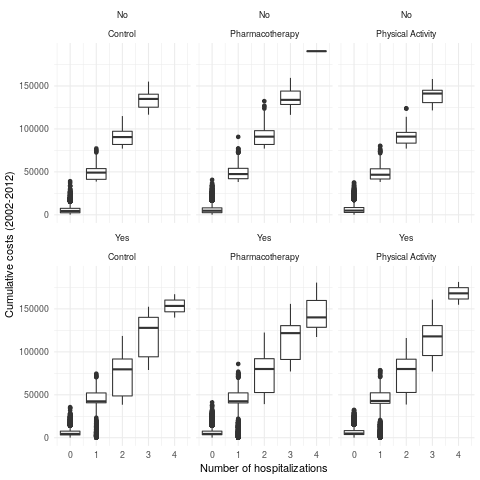 No No No
Control Pharmacotherapy Physical Activity
150000
100000
50000
0
Cumulative costs (2002-2012)
Yes Yes Yes
Control Pharmacotherapy Physical Activity
150000
100000
50000
0
0 1 2 3 4 0 1 2 3 4 0 1 2 3 4
Number of hospitalizations